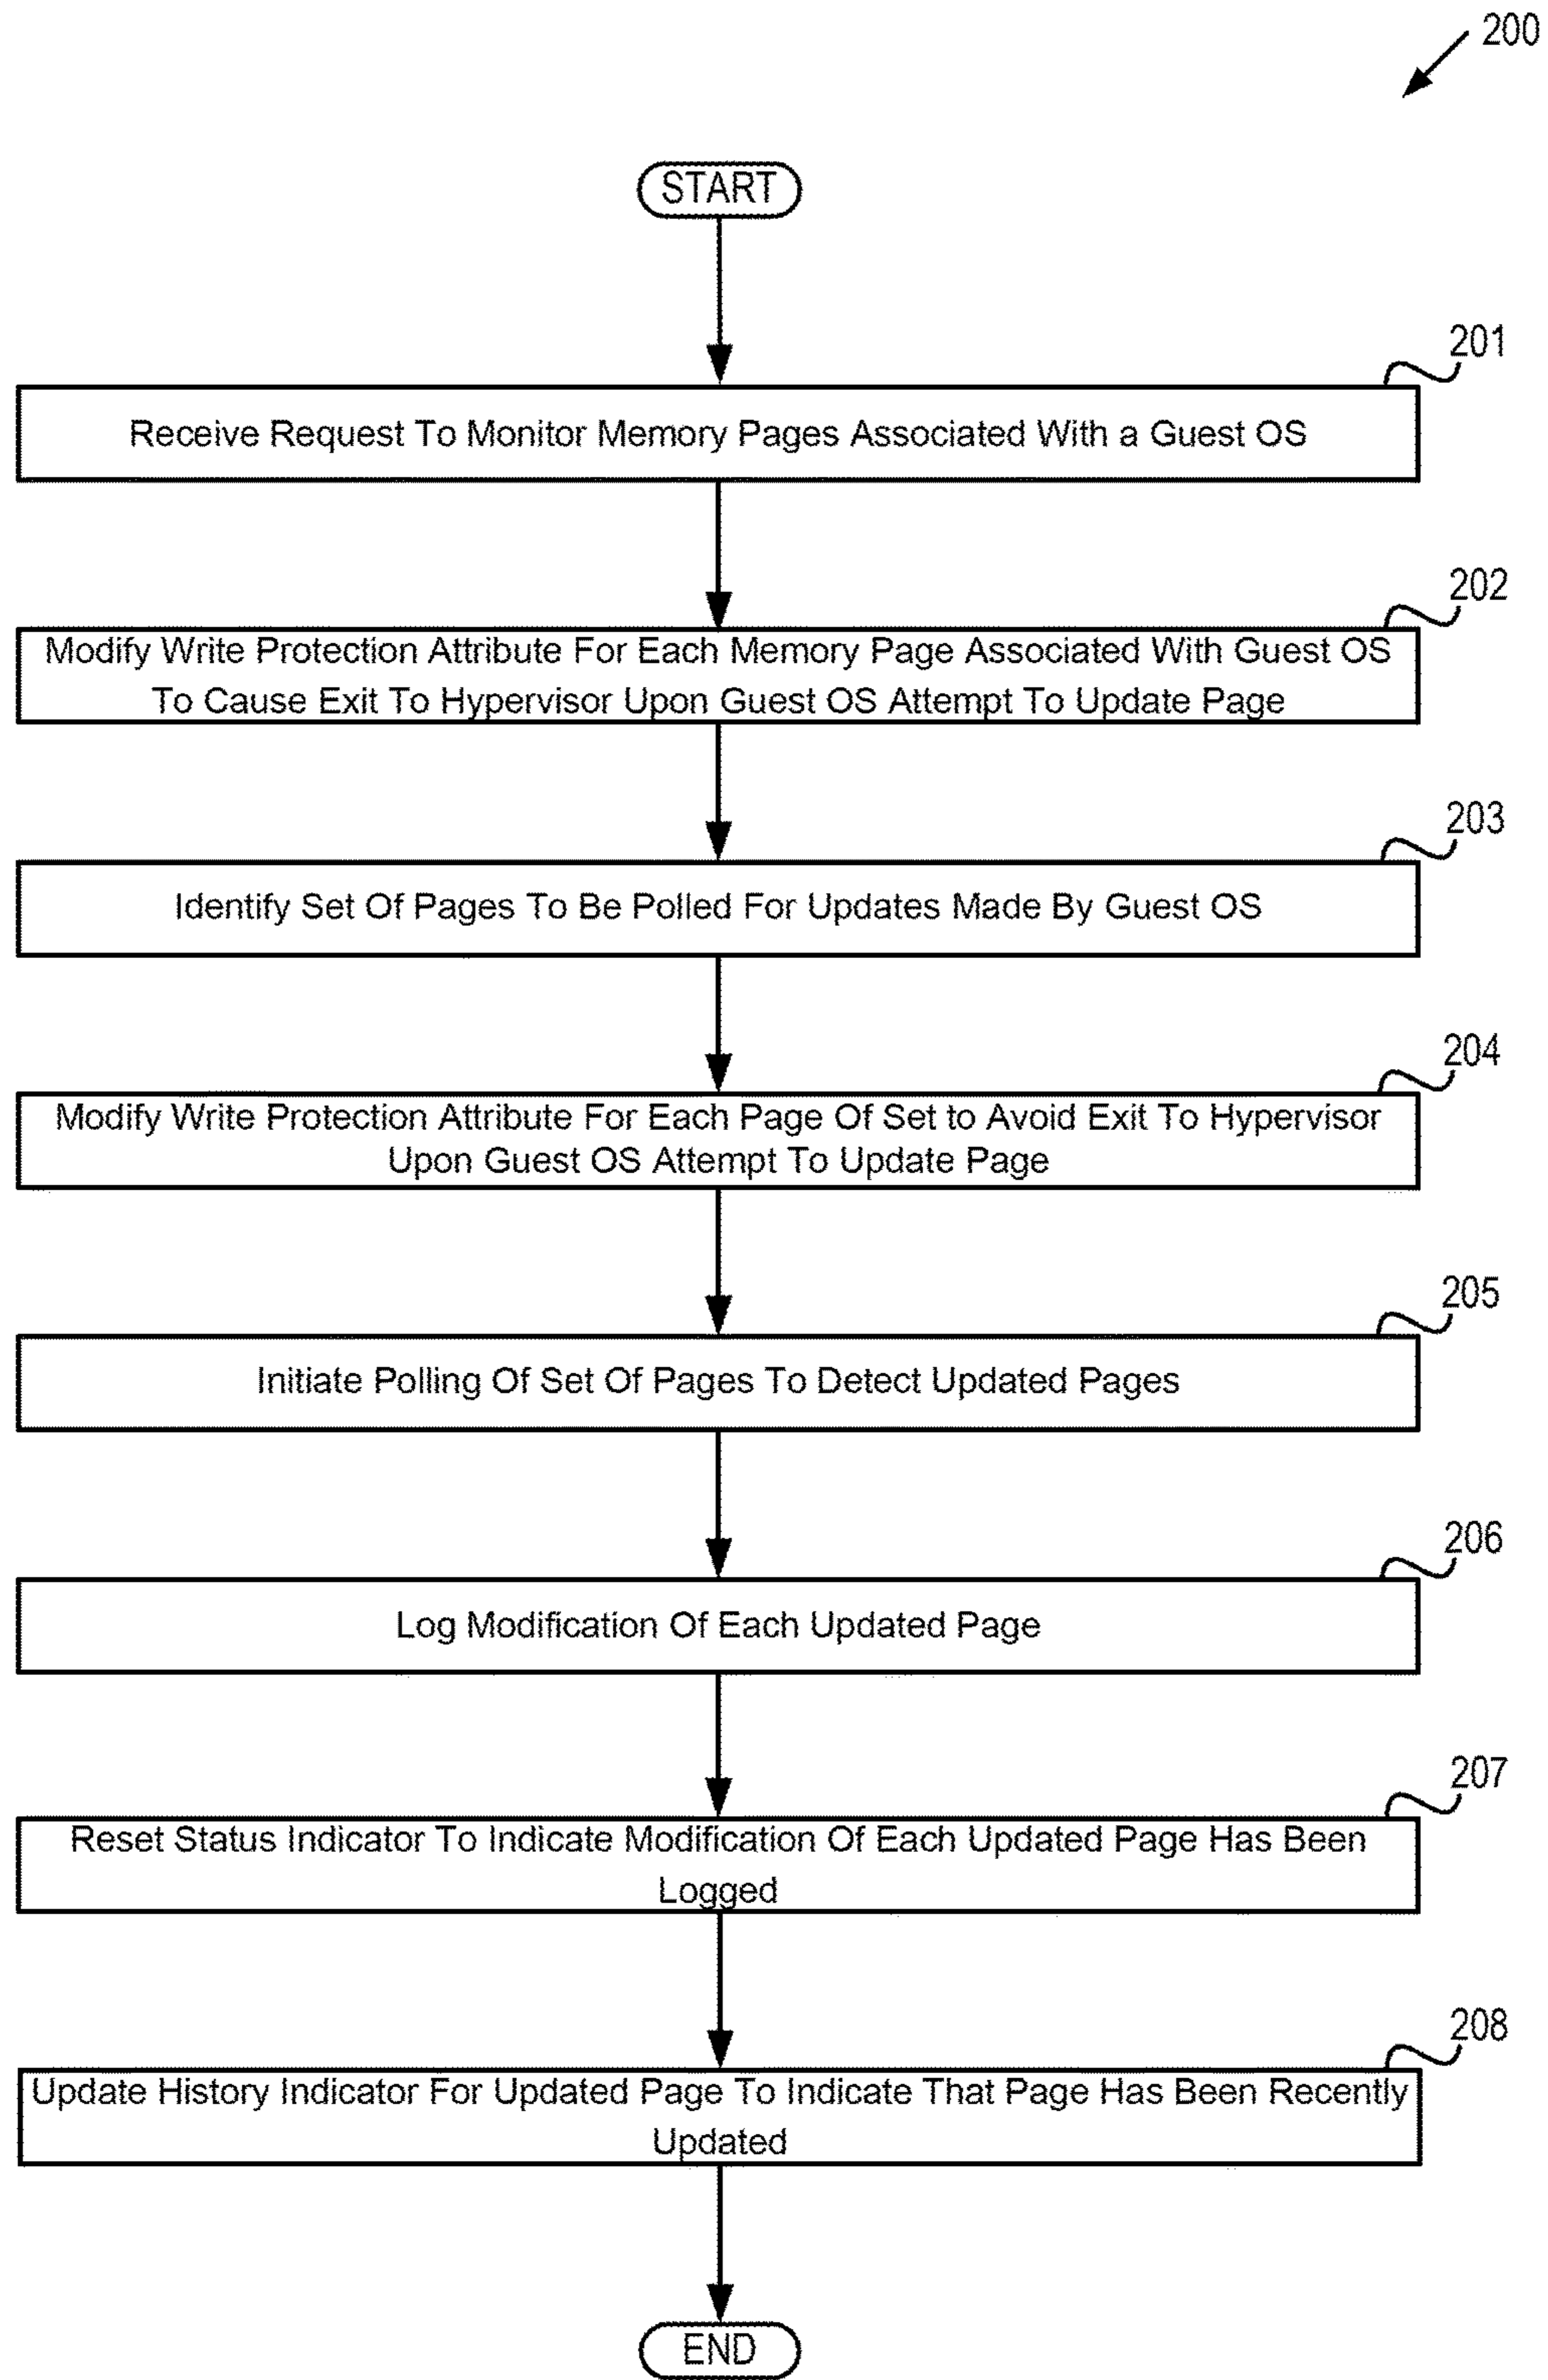 200
START
201
Receive Request To Monitor Memory Pages Associated With a Guest OS
202
Modify Write Protection Attribute For Each Memory Page Associated With Guest OS
To Cause Exit To Hypervisor Upon Guest OS Attempt To Update Page
203
Identify Set Of Pages To Be Polled For Updates Made By Guest OS
204
Modify Write Protection Attribute For Each Page Of Set to Avoid Exit To Hypervisor
Upon Guest OS Attempt To Update Page
205
Initiate Polling Of Set Of Pages To Detect Updated Pages
206
Log Modification Of Each Updated Page
207
Reset Status Indicator To Indicate Modification Of Each Updated Page Has Been
Logged
208
Update History Indicator For Updated Page To Indicate That Page Has Been Recently
Updated
END